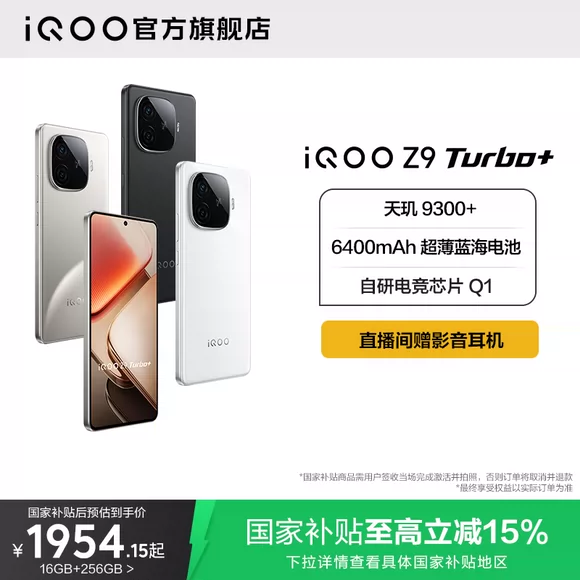 iQOO官方旗舰店
iQOO Z9 Turbo+
天玑 9300+
6400mAh 超薄蓝海电池
自研电竞芯片 Q1
直播间赠影音耳机
iQOO
iQOO Z9 Turbo+
*国家补贴商品需用户签收当场完成激活并拍照，否则订单将取消并退款
*最终享受权益以实际订单为准
国家补贴后预估到手价
¥1954.15起
16GB+256GB >
国家补贴至高立减15%
下拉详情查看具体国家补贴地区